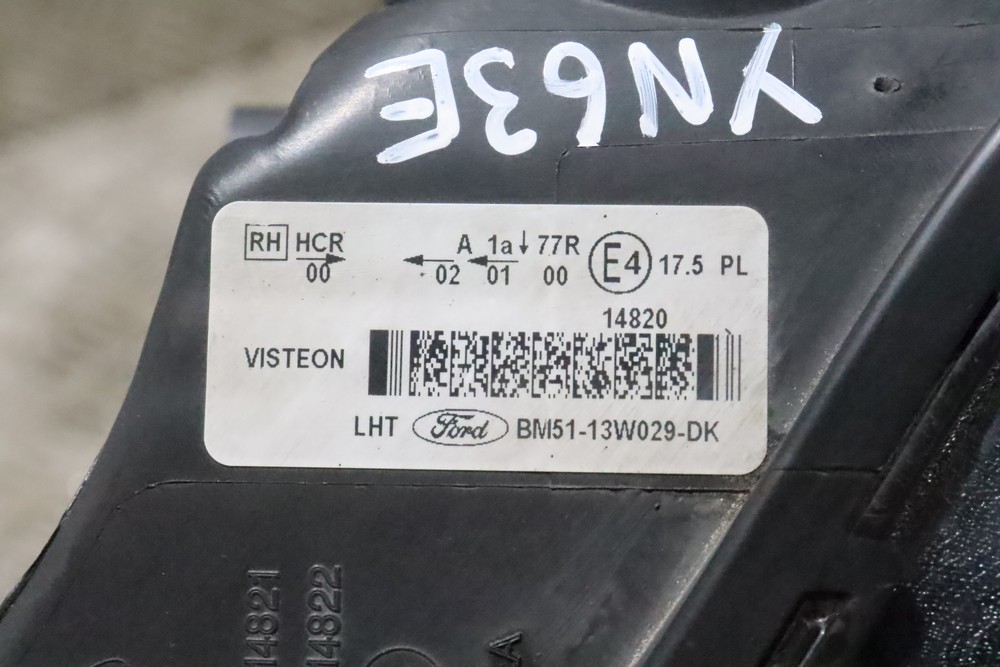 YN63E
RH HCR A 1a↓ 77R E4 17.5 PL
00 → ← 02 ← 01 00
14820
VISTEON
LHT Ford BM51-13W029-DK
14821
14822
A